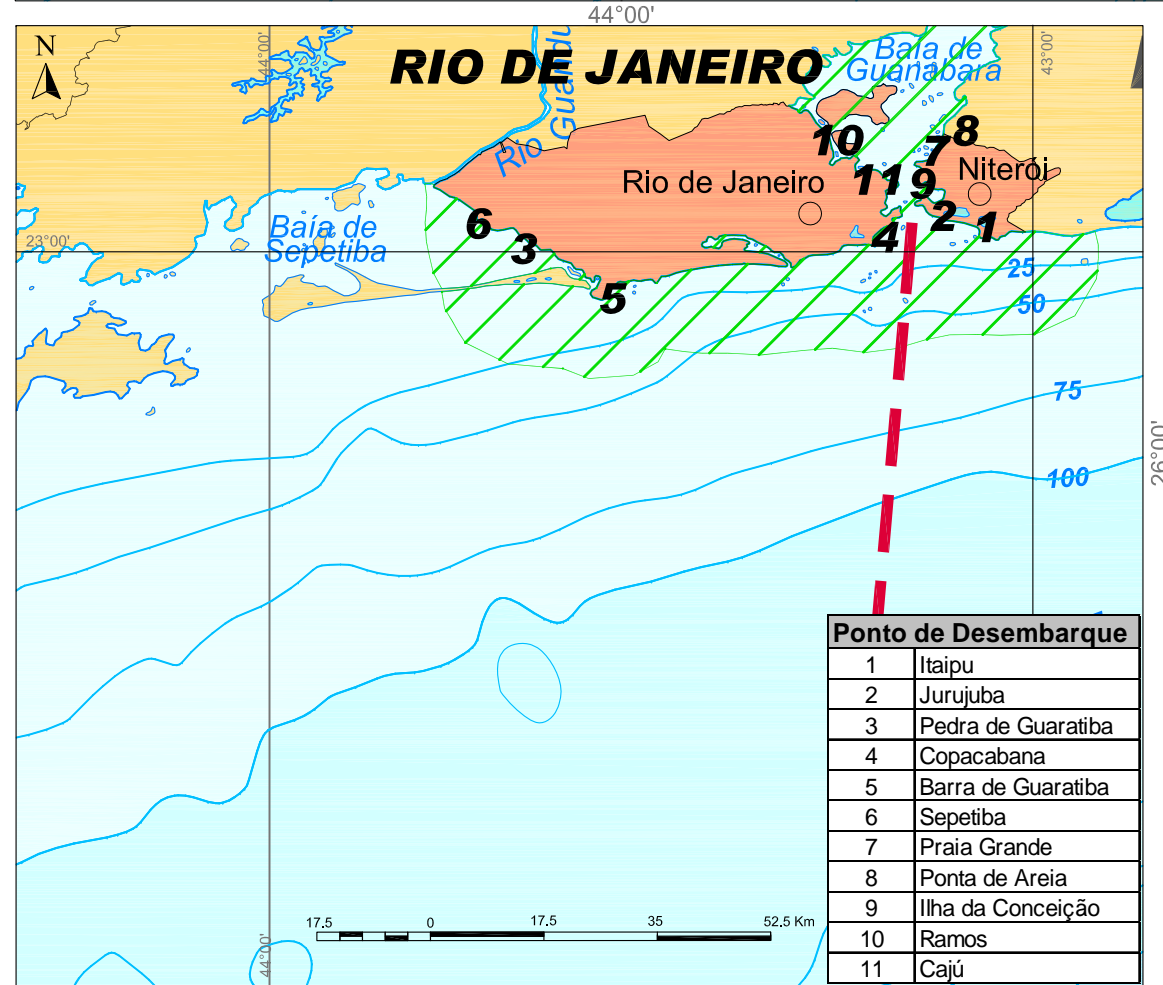 44°00'
N
44°00'
RIO DE JANEIRO
Rio Guandu
Baía de
Guanabara
43°00'
10
8
7
Niterói
Rio de Janeiro
11
9
6
Baía de
Sepetiba
2
1
23°00'
3
4
25
5
50
75
26°00'
100
Ponto de Desembarque
1 Itaipu
2 Jurujuba
3 Pedra de Guaratiba
4 Copacabana
5 Barra de Guaratiba
6 Sepetiba
7 Praia Grande
8 Ponta de Areia
9 Ilha da Conceição
10 Ramos
11 Cajú
17.5 0 17.5 35 52.5 Km
44°00'